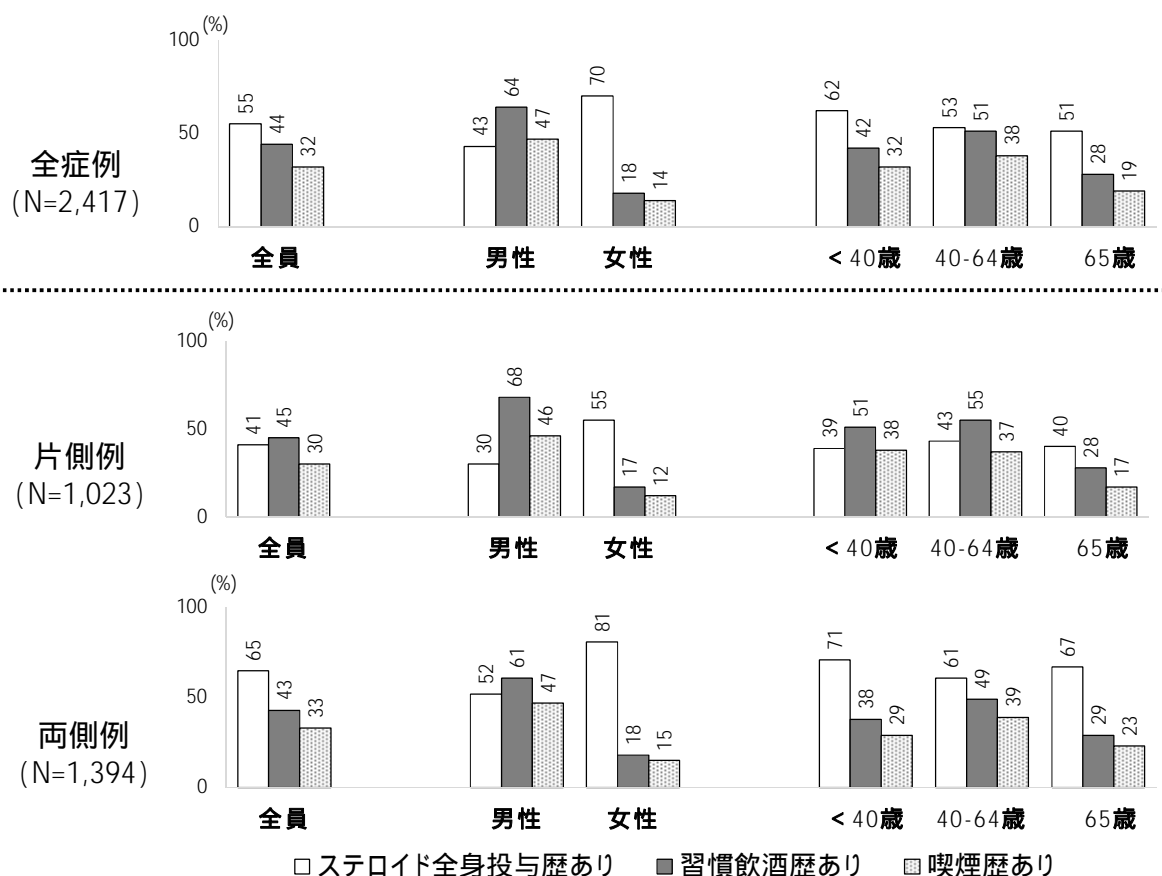 (%)
100
50
0
55
44
32
43
64
47
70
18
14
62
42
32
53
51
38
51
28
19
全症例
(N=2,417)
全員
男性
女性
< 40歳
40-64歳
65歳
(%)
100
50
0
41
45
30
30
68
46
55
17
12
39
51
38
43
55
37
40
28
17
片側例
(N=1,023)
全員
男性
女性
< 40歳
40-64歳
65歳
(%)
100
50
0
65
43
33
52
61
47
81
18
15
71
38
29
61
49
39
67
29
23
両側例
(N=1,394)
全員
男性
女性
< 40歳
40-64歳
65歳
ステロイド全身投与歴あり 習慣飲酒歴あり 喫煙歴あり